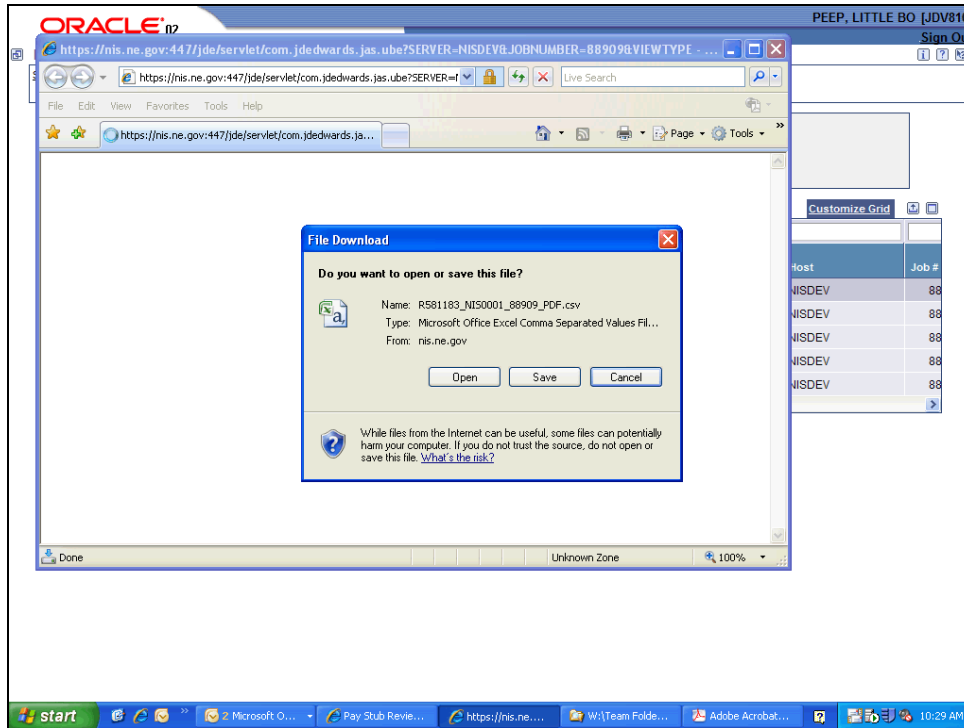 ORACLE 02
PEEP, LITTLE BO [JDV810
Sign Ou
https://nis.ne.gov:447/jde/servlet/com.jdedwards.jas.ube?SERVER=NISDEV&JOBNUMBER=88909&VIEWTYPE - ...
https://nis.ne.gov:447/jde/servlet/com.jdedwards.jas.ube?SERVER=
Live Search
File Edit View Favorites Tools Help
https://nis.ne.gov:447/jde/servlet/com.jdedwards.ja...
Page
Tools
Customize Grid
Host Job #
NISDEV 88
NISDEV 88
NISDEV 88
NISDEV 88
NISDEV 88
File Download
Do you want to open or save this file?
Name: R581183_NIS0001_88909_PDF.csv
Type: Microsoft Office Excel Comma Separated Values Fil...
From: nis.ne.gov
Open Save Cancel
While files from the Internet can be useful, some files can potentially
harm your computer. If you do not trust the source, do not open or
save this file. What's the risk?
Done Unknown Zone 100%
start
2 Microsoft O...
Pay Stub Revie...
https://nis.ne....
W:\Team Folde...
Adobe Acrobat...
10:29 AM